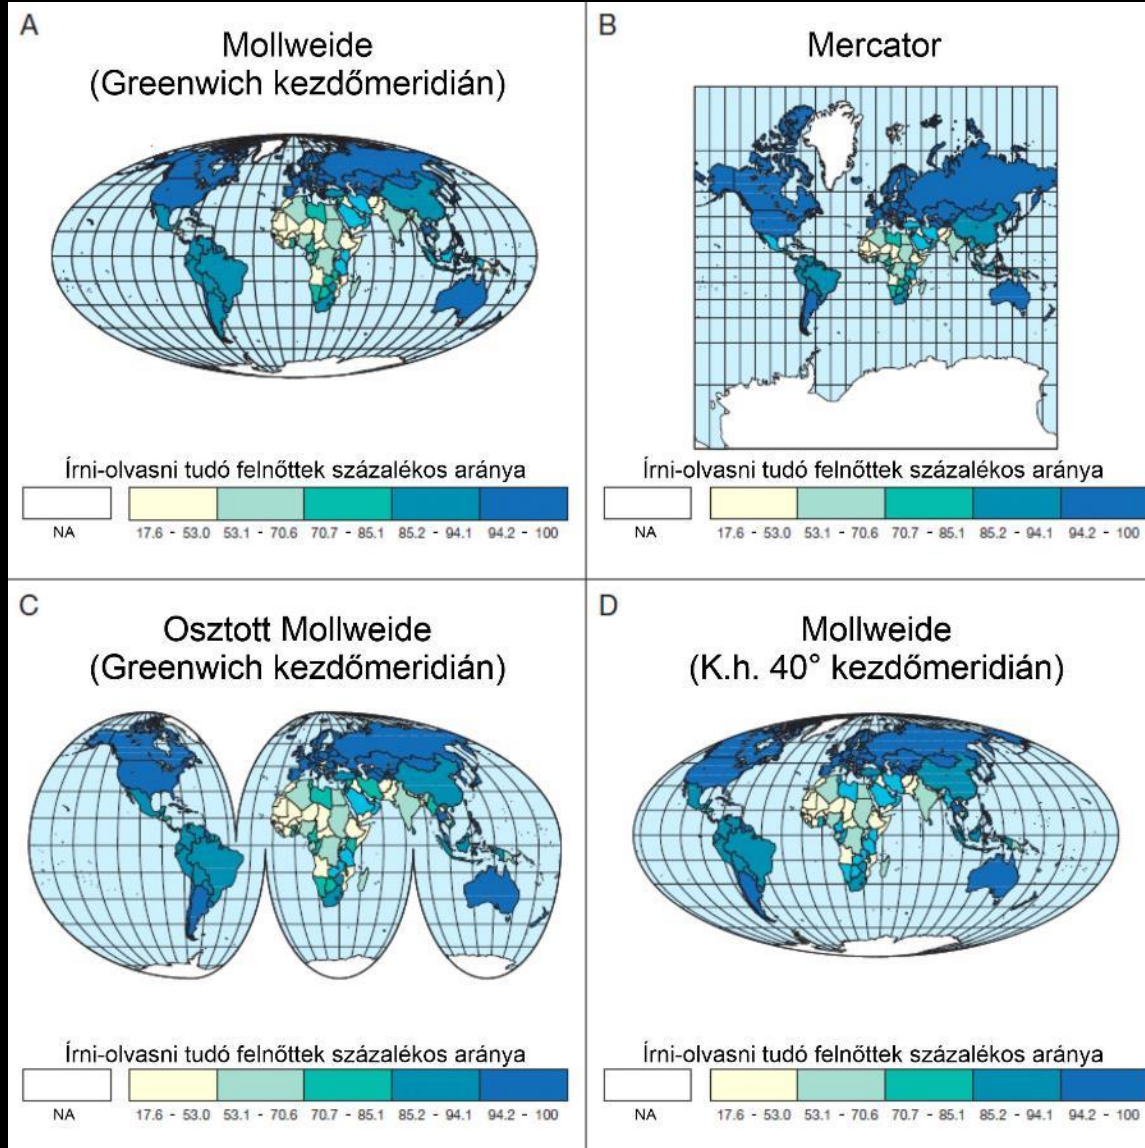 A
Mollweide
(Greenwich kezdőmeridián)
Írni-olvasni tudó felnőttek százalékos aránya
NA
17.6 - 53.0 53.1 - 70.6 70.7 - 85.1 85.2 - 94.1 94.2 - 100
B
Mercator
Írni-olvasni tudó felnőttek százalékos aránya
NA
17.6 - 53.0 53.1 - 70.6 70.7 - 85.1 85.2 - 94.1 94.2 - 100
C
Osztott Mollweide
(Greenwich kezdőmeridián)
Írni-olvasni tudó felnőttek százalékos aránya
NA
17.6 - 53.0 53.1 - 70.6 70.7 - 85.1 85.2 - 94.1 94.2 - 100
D
Mollweide
(K.h. 40° kezdőmeridián)
Írni-olvasni tudó felnőttek százalékos aránya
NA
17.6 - 53.0 53.1 - 70.6 70.7 - 85.1 85.2 - 94.1 94.2 - 100